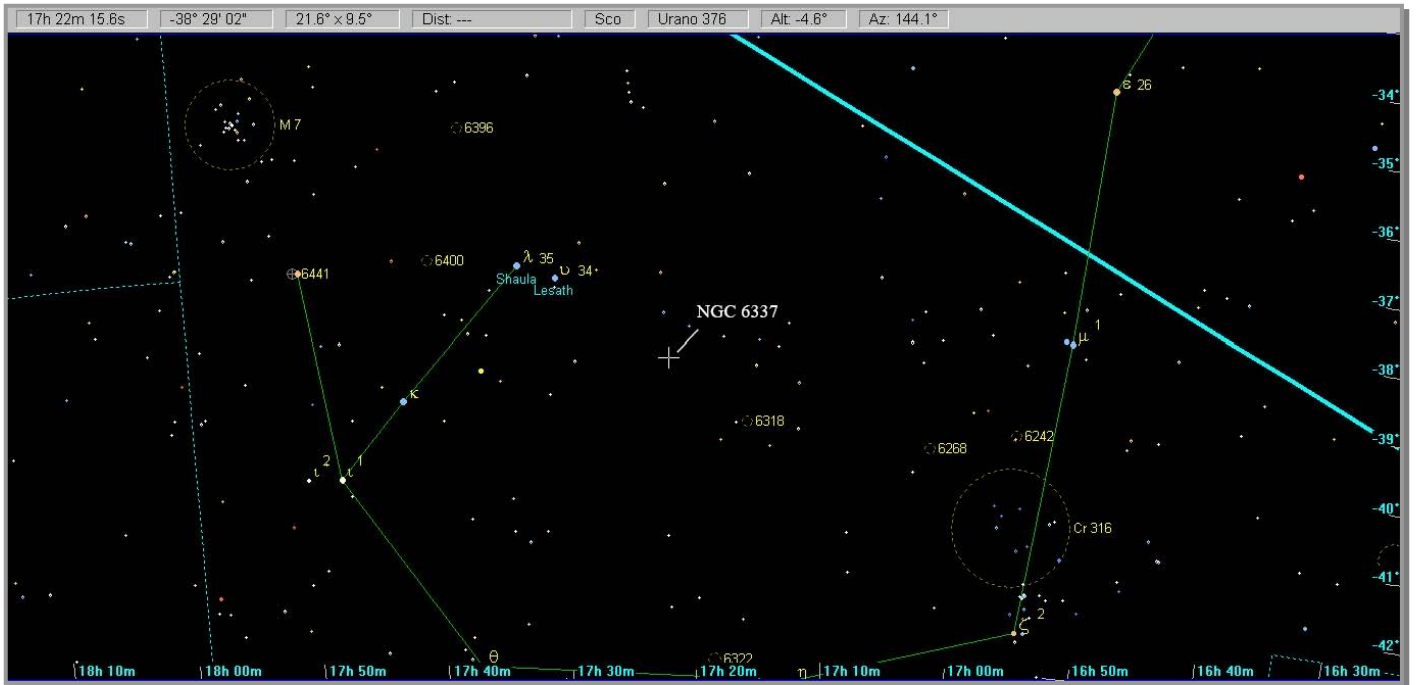 17h 22m 15.6s -38° 29' 02" 21.6° x 9.5° Dist: --- Sco Urano 376 Alt: -4.6° Az: 144.1°
ε 26
-34°
M 7
6396
-35°
-36°
λ 35
6400
υ 34
6441
Shaula
Lesath
-37°
NGC 6337
μ 1
-38°
κ
-39°
6318
6242
6268
ι 2
ι 1
-40°
Cr 316
-41°
ζ 2
-42°
θ
6322
η
18h 10m 18h 00m 17h 50m 17h 40m 17h 30m 17h 20m 17h 10m 17h 00m 16h 50m 16h 40m 16h 30m